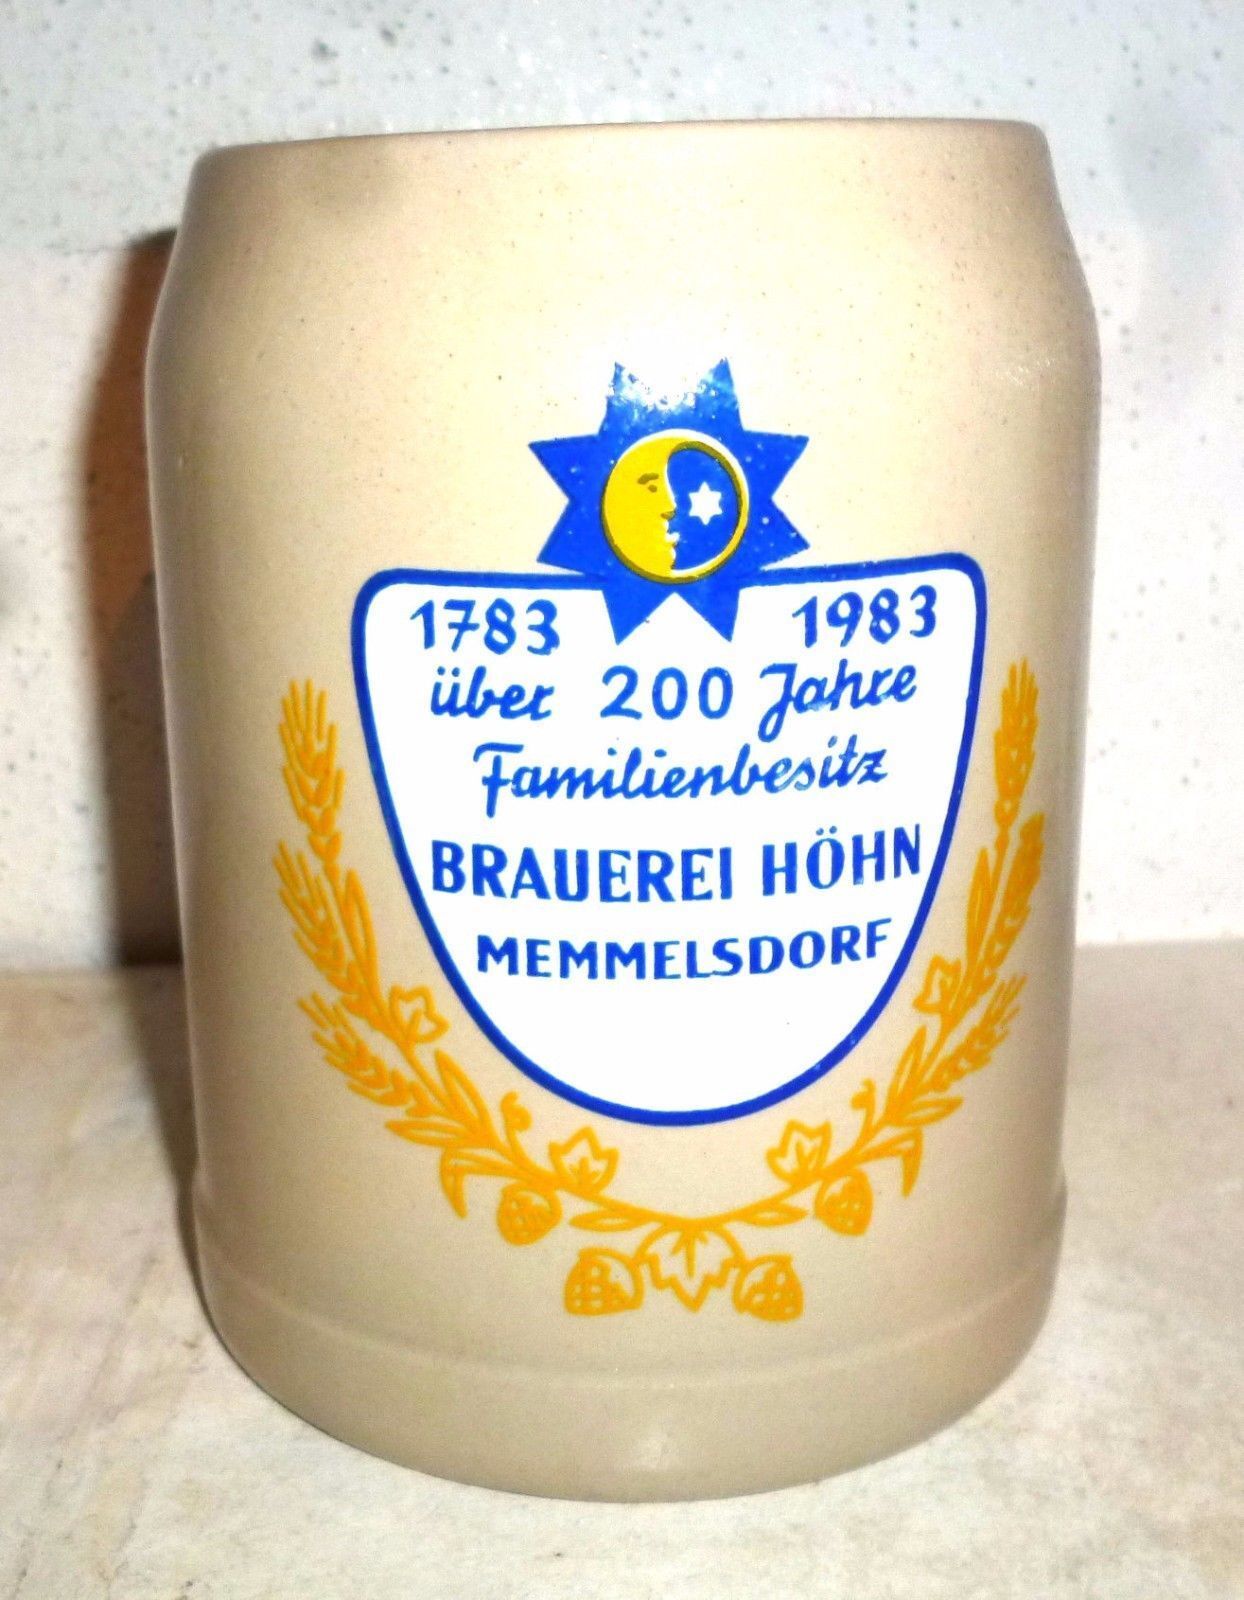 1783 1983
über 200 Jahre
Familienbesitz
BRAUEREI HÖHN
MEMMELSDORF